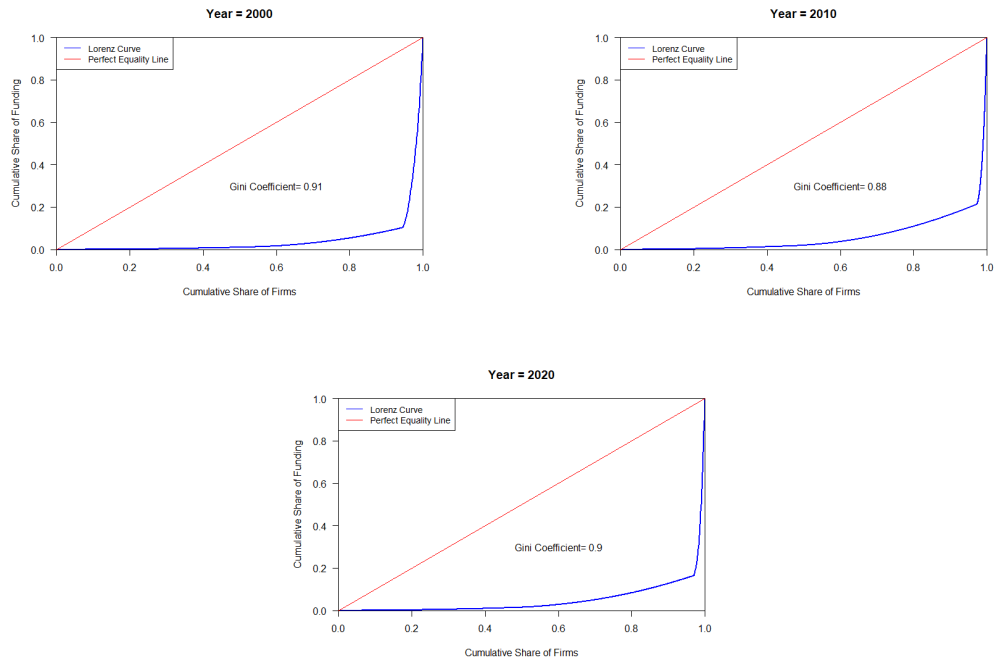 Year = 2000
1.0
0.8
0.6
0.4
0.2
0.0
Cumulative Share of Funding
Lorenz Curve
Perfect Equality Line
Gini Coefficient= 0.91
0.0 0.2 0.4 0.6 0.8 1.0
Cumulative Share of Firms
Year = 2010
1.0
0.8
0.6
0.4
0.2
0.0
Cumulative Share of Funding
Lorenz Curve
Perfect Equality Line
Gini Coefficient= 0.88
0.0 0.2 0.4 0.6 0.8 1.0
Cumulative Share of Firms
Year = 2020
1.0
0.8
0.6
0.4
0.2
0.0
Cumulative Share of Funding
Lorenz Curve
Perfect Equality Line
Gini Coefficient= 0.9
0.0 0.2 0.4 0.6 0.8 1.0
Cumulative Share of Firms